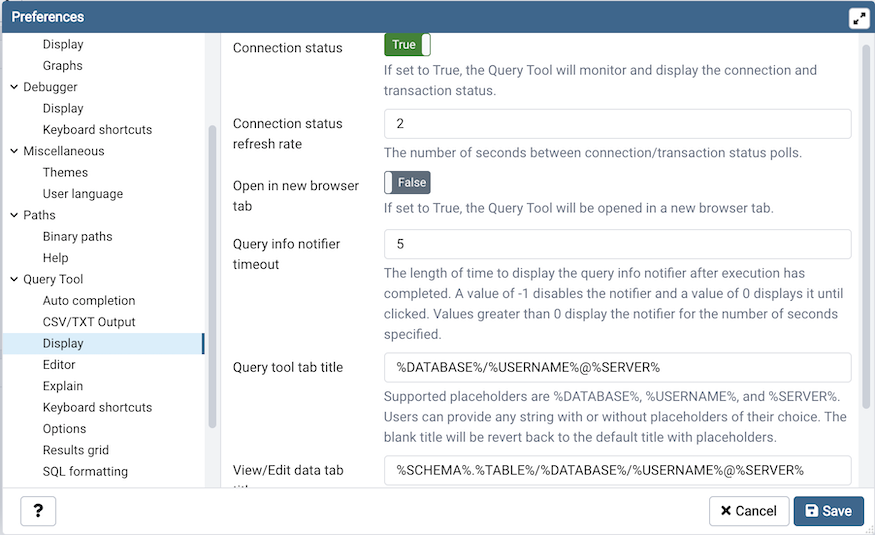 Preferences
Display
Graphs
Debugger
Display
Keyboard shortcuts
Miscellaneous
Themes
User language
Paths
Binary paths
Help
Query Tool
Auto completion
CSV/TXT Output
Display
Editor
Explain
Keyboard shortcuts
Options
Results grid
SQL formatting
Connection status
True
If set to True, the Query Tool will monitor and display the connection and
transaction status.
Connection status
refresh rate
2
The number of seconds between connection/transaction status polls.
Open in new browser
tab
False
If set to True, the Query Tool will be opened in a new browser tab.
Query info notifier
timeout
5
The length of time to display the query info notifier after execution has
completed. A value of -1 disables the notifier and a value of 0 displays it until
clicked. Values greater than 0 display the notifier for the number of seconds
specified.
Query tool tab title
%DATABASE%/%USERNAME%@%SERVER%
Supported placeholders are %DATABASE%, %USERNAME%, and %SERVER%.
Users can provide any string with or without placeholders of their choice. The
blank title will be revert back to the default title with placeholders.
View/Edit data tab
%SCHEMA%.%TABLE%/%DATABASE%/%USERNAME%@%SERVER%
?
Cancel
Save